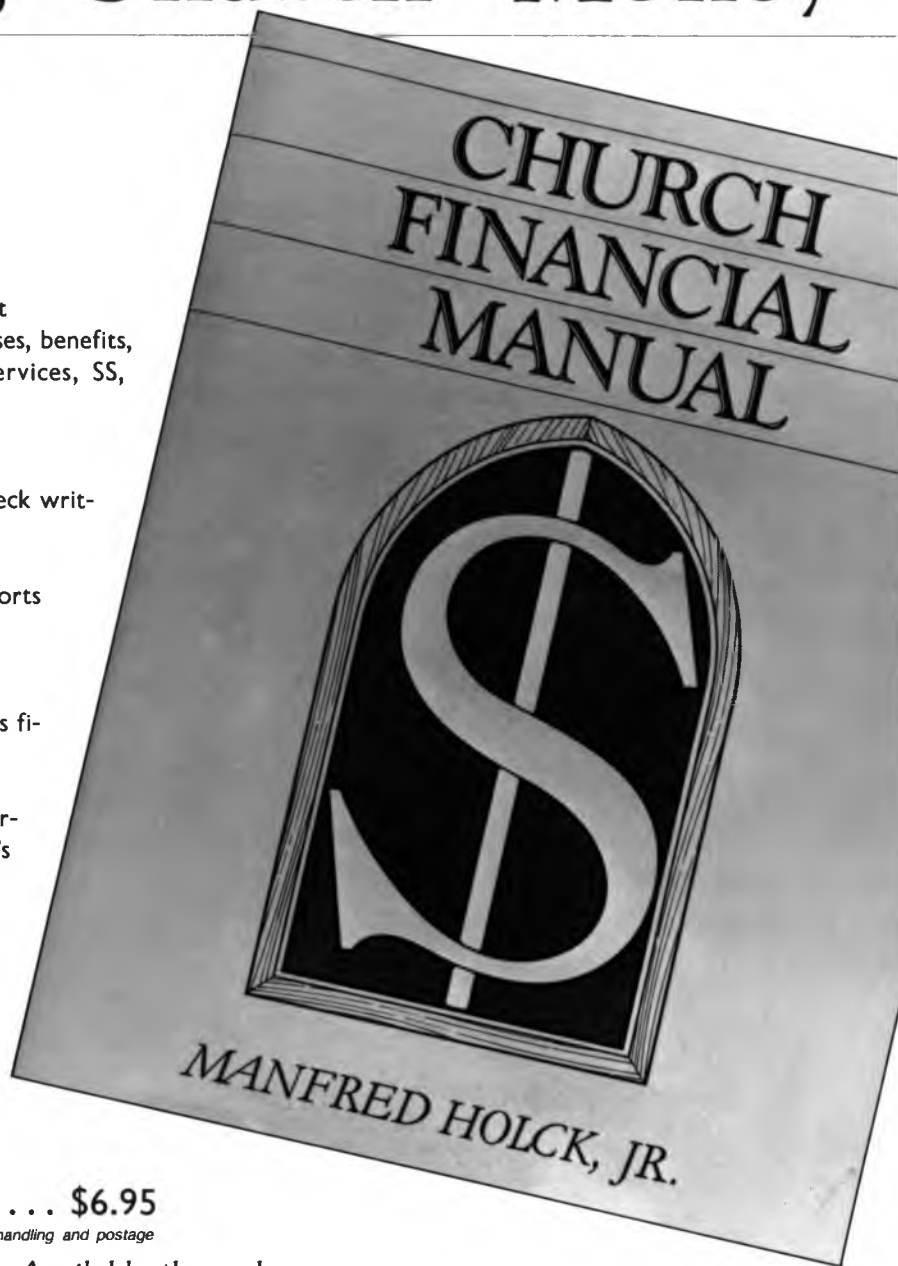 t
ses, benefits,
ervices, SS,
eck writ-
orts
s fi-
r-
's
CHURCH
FINANCIAL
MANUAL
$
MANFRED HOLCK, JR.
... $6.95
handling and postage